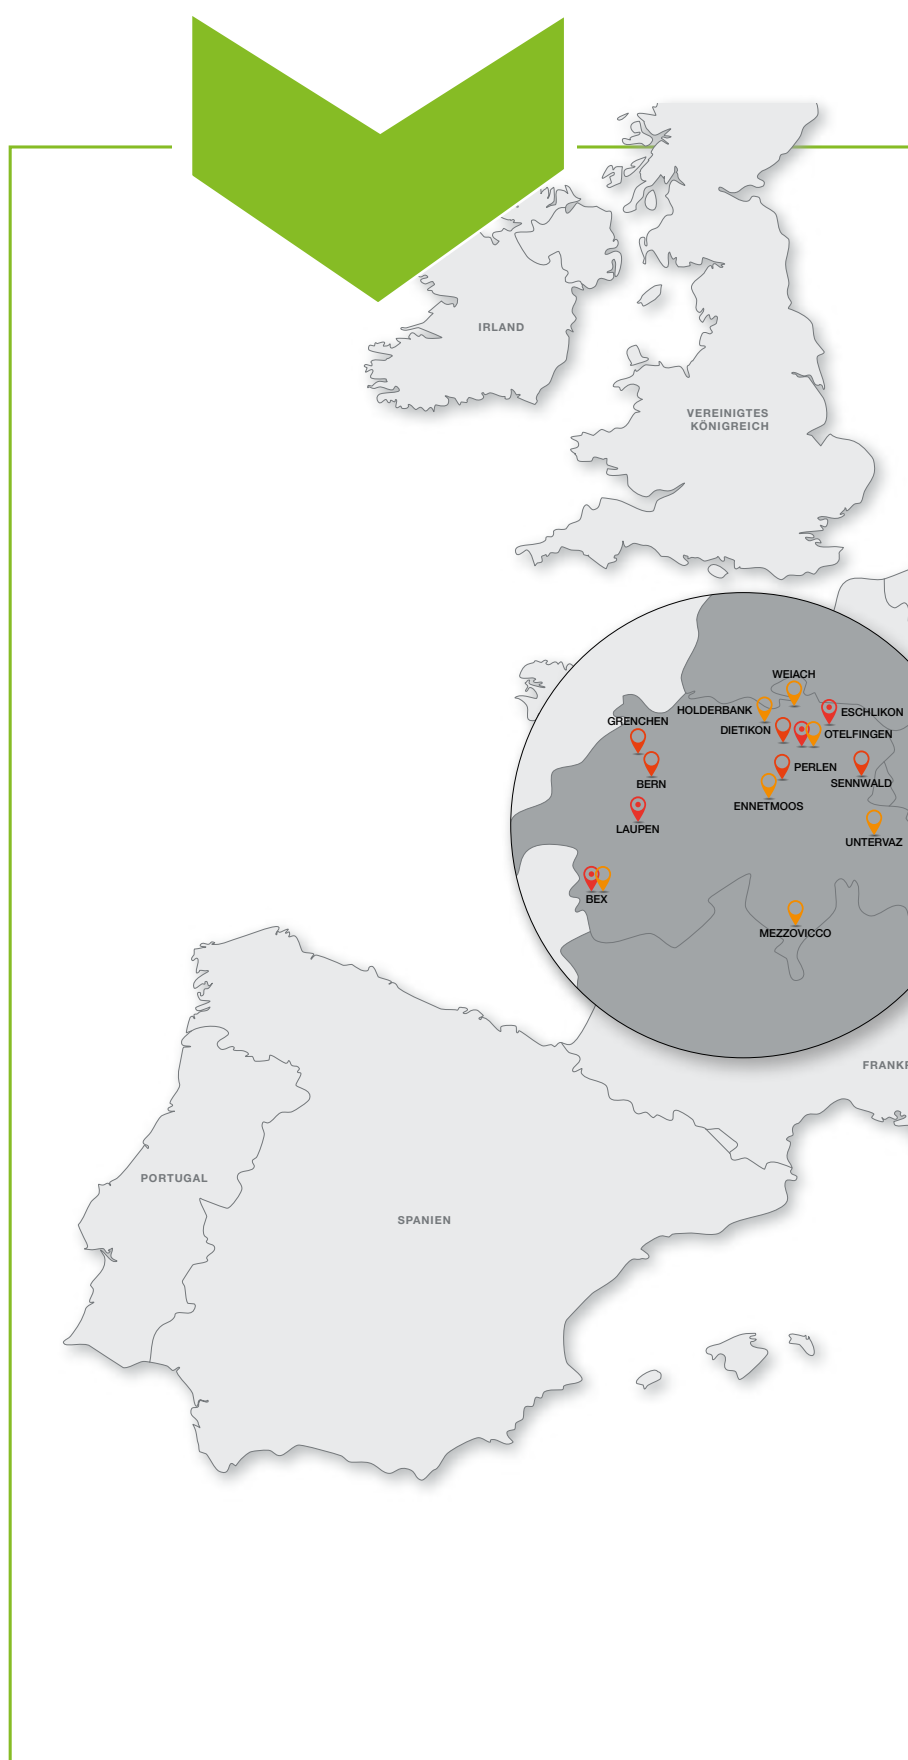 IRLAND
VEREINIGTES
KÖNIGREICH
WEIACH
HOLDERBANK
ESCHLIKON
GRENCHEN
DIETIKON
OTELFINGEN
PERLEN
BERN
SENNWALD
ENNETMOOS
LAUPEN
UNTERVAZ
BEX
MEZZOVICCO
FRANKR
PORTUGAL
SPANIEN